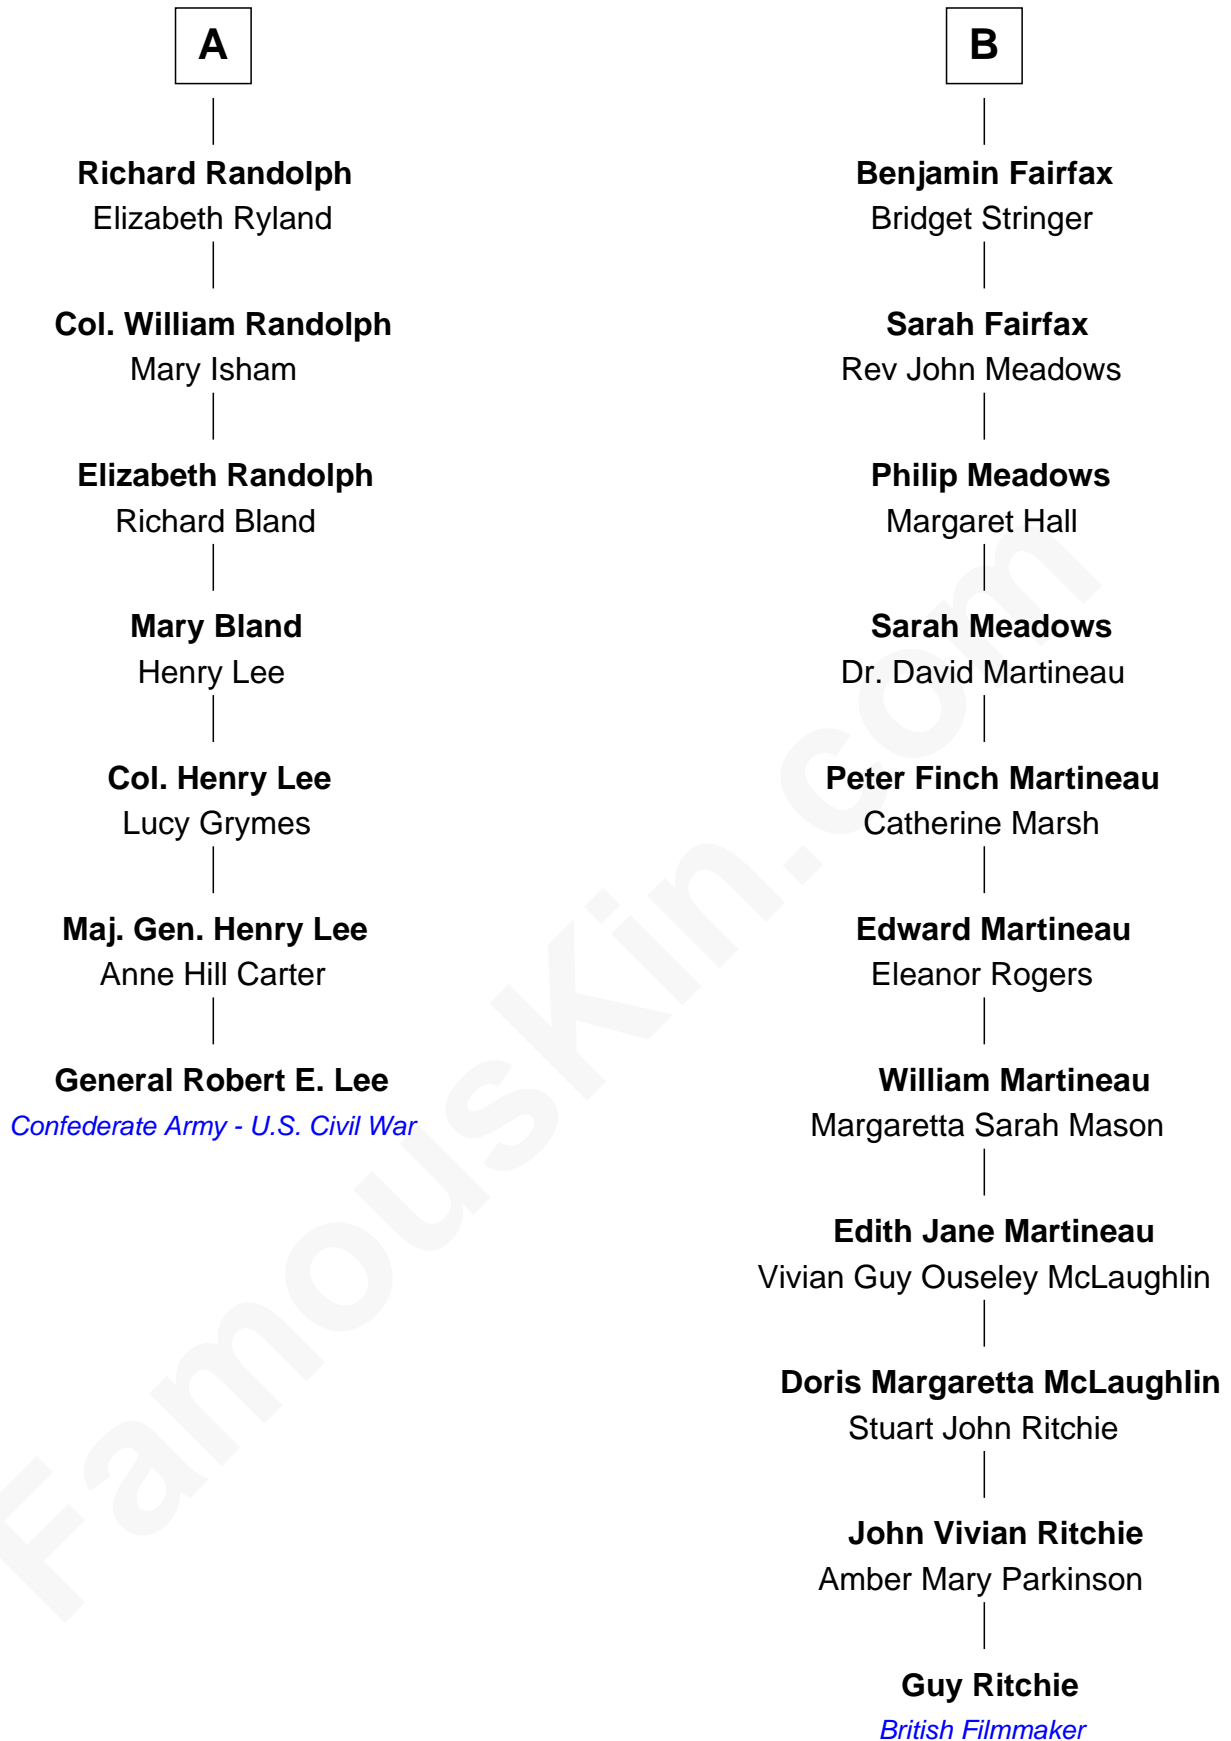 A
Richard Randolph
Elizabeth Ryland
Col. William Randolph
Mary Isham
Elizabeth Randolph
Richard Bland
Mary Bland
Henry Lee
Col. Henry Lee
Lucy Grymes
Maj. Gen. Henry Lee
Anne Hill Carter
General Robert E. Lee
Confederate Army - U.S. Civil War
B
Benjamin Fairfax
Bridget Stringer
Sarah Fairfax
Rev John Meadows
Philip Meadows
Margaret Hall
Sarah Meadows
Dr. David Martineau
Peter Finch Martineau
Catherine Marsh
Edward Martineau
Eleanor Rogers
William Martineau
Margaretta Sarah Mason
Edith Jane Martineau
Vivian Guy Ouseley McLaughlin
Doris Margaretta McLaughlin
Stuart John Ritchie
John Vivian Ritchie
Amber Mary Parkinson
Guy Ritchie
British Filmmaker
FamousKin.com